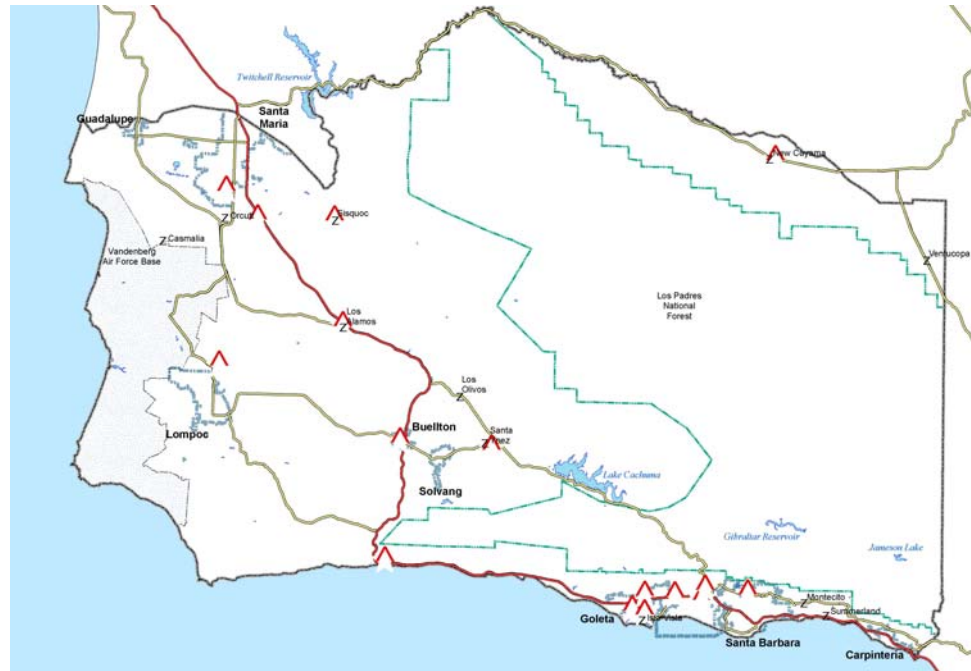 Twitchell Reservoir
Guadalupe
Santa
Maria
New Cayama
Orcutt
Sisquoc
Casmalia
Vandenberg
Air Force Base
Ventucopa
Los Padres
National
Forest
Los
Alamos
Los
Olivos
Lompoc
Buellton
Santa
Ynez
Solvang
Lake Cachuma
Gibraltar Reservoir
Jameson Lake
Montecito
Summerland
Goleta
Isla Vista
Santa Barbara
Carpinteria